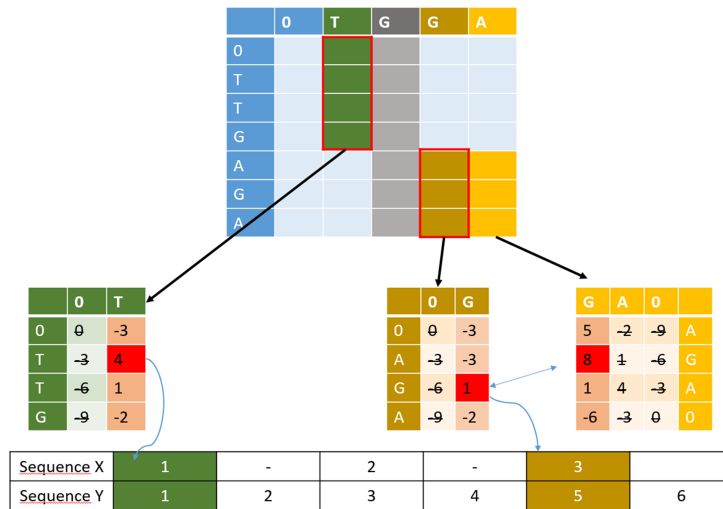 0 T G G A
0
T
T
G
A
G
A
0 T
0 0 -3
T -3 4
T -6 1
G -9 -2
0 G
0 0 -3
A -3 -3
G -6 1
A -9 -2
G A 0
5 -2 -9 A
8 1 -6 G
1 4 -3 A
-6 -3 0 0
Sequence X 1 - 2 - 3
Sequence Y 1 2 3 4 5 6